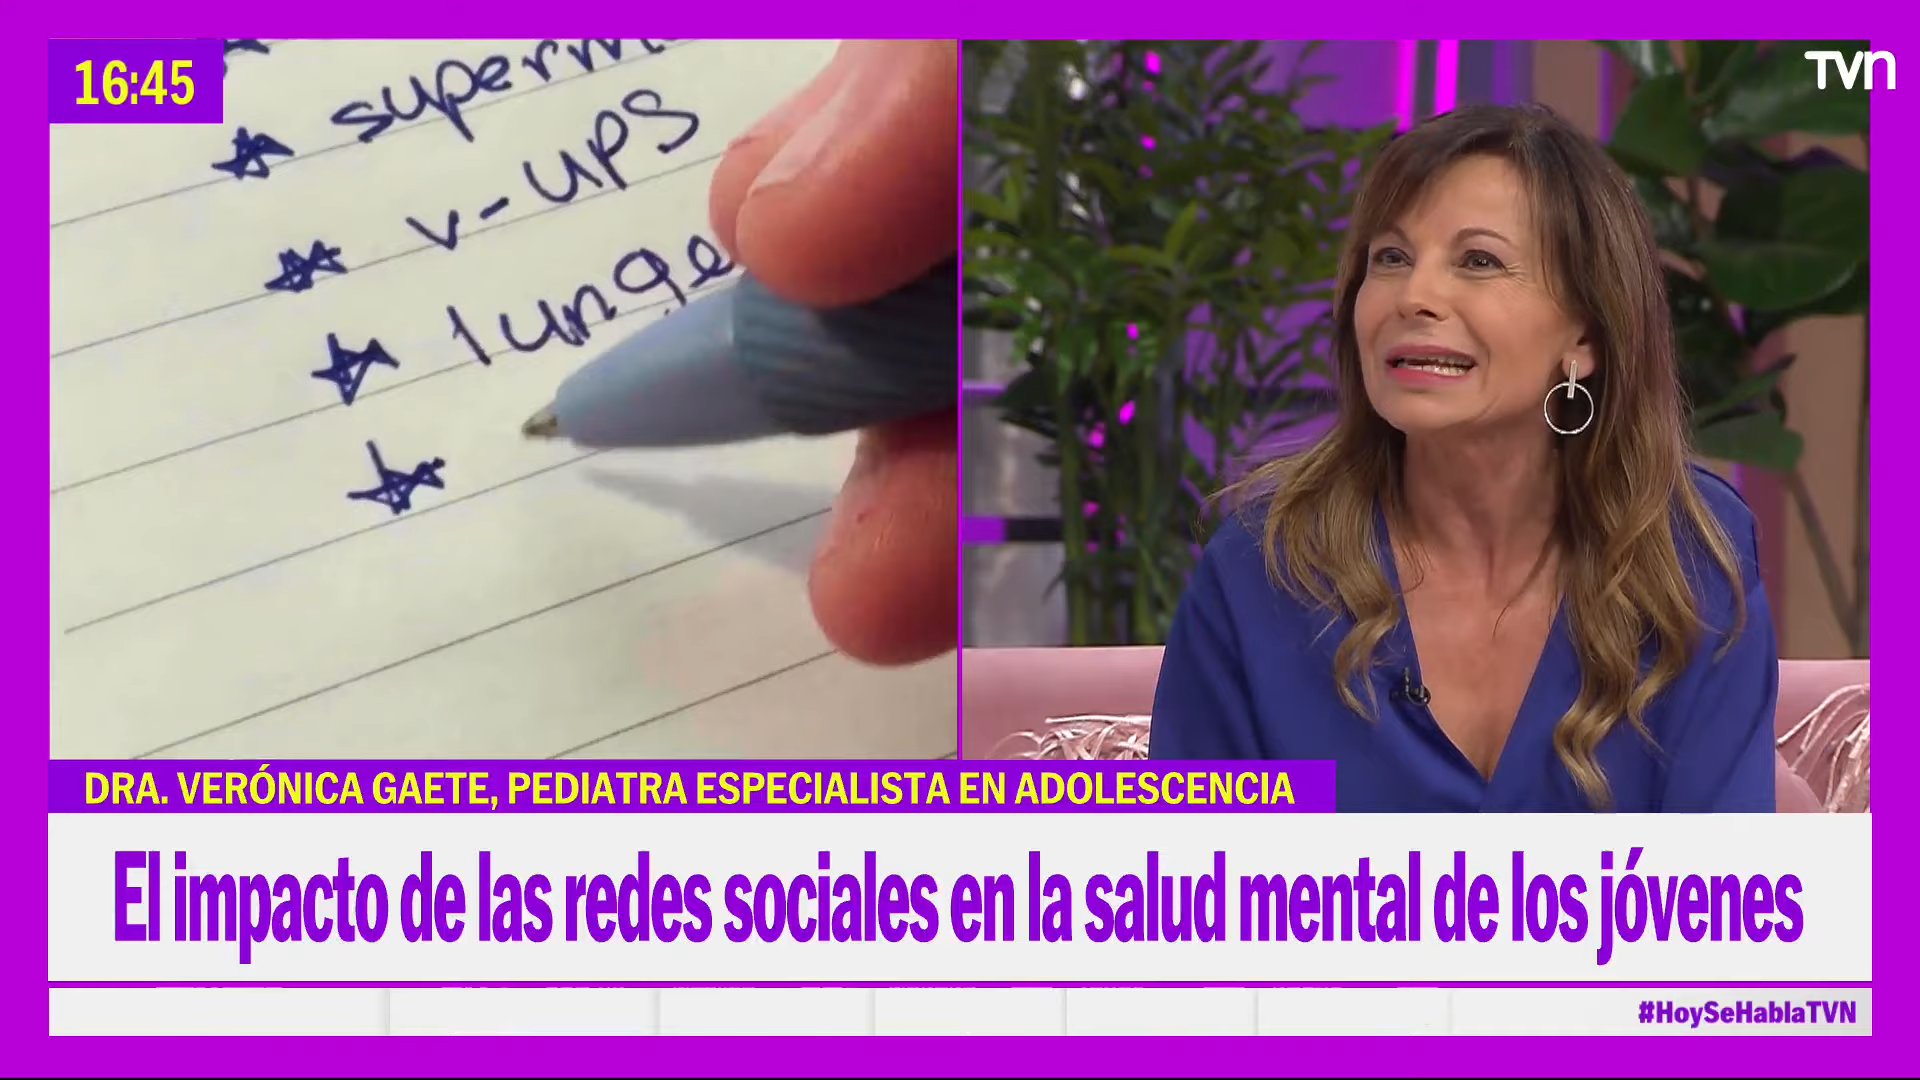 16:45
TVN
v-ups
lunge
DRA. VERÓNICA GAETE, PEDIATRA ESPECIALISTA EN ADOLESCENCIA
El impacto de las redes sociales en la salud mental de los jóvenes
#HoySeHablaTVN